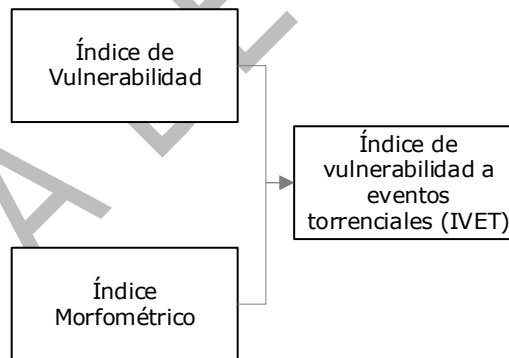 Índice de
Vulnerabilidad
Índice de
vulnerabilidad a
eventos
torrenciales (IVET)
Índice
Morfométrico